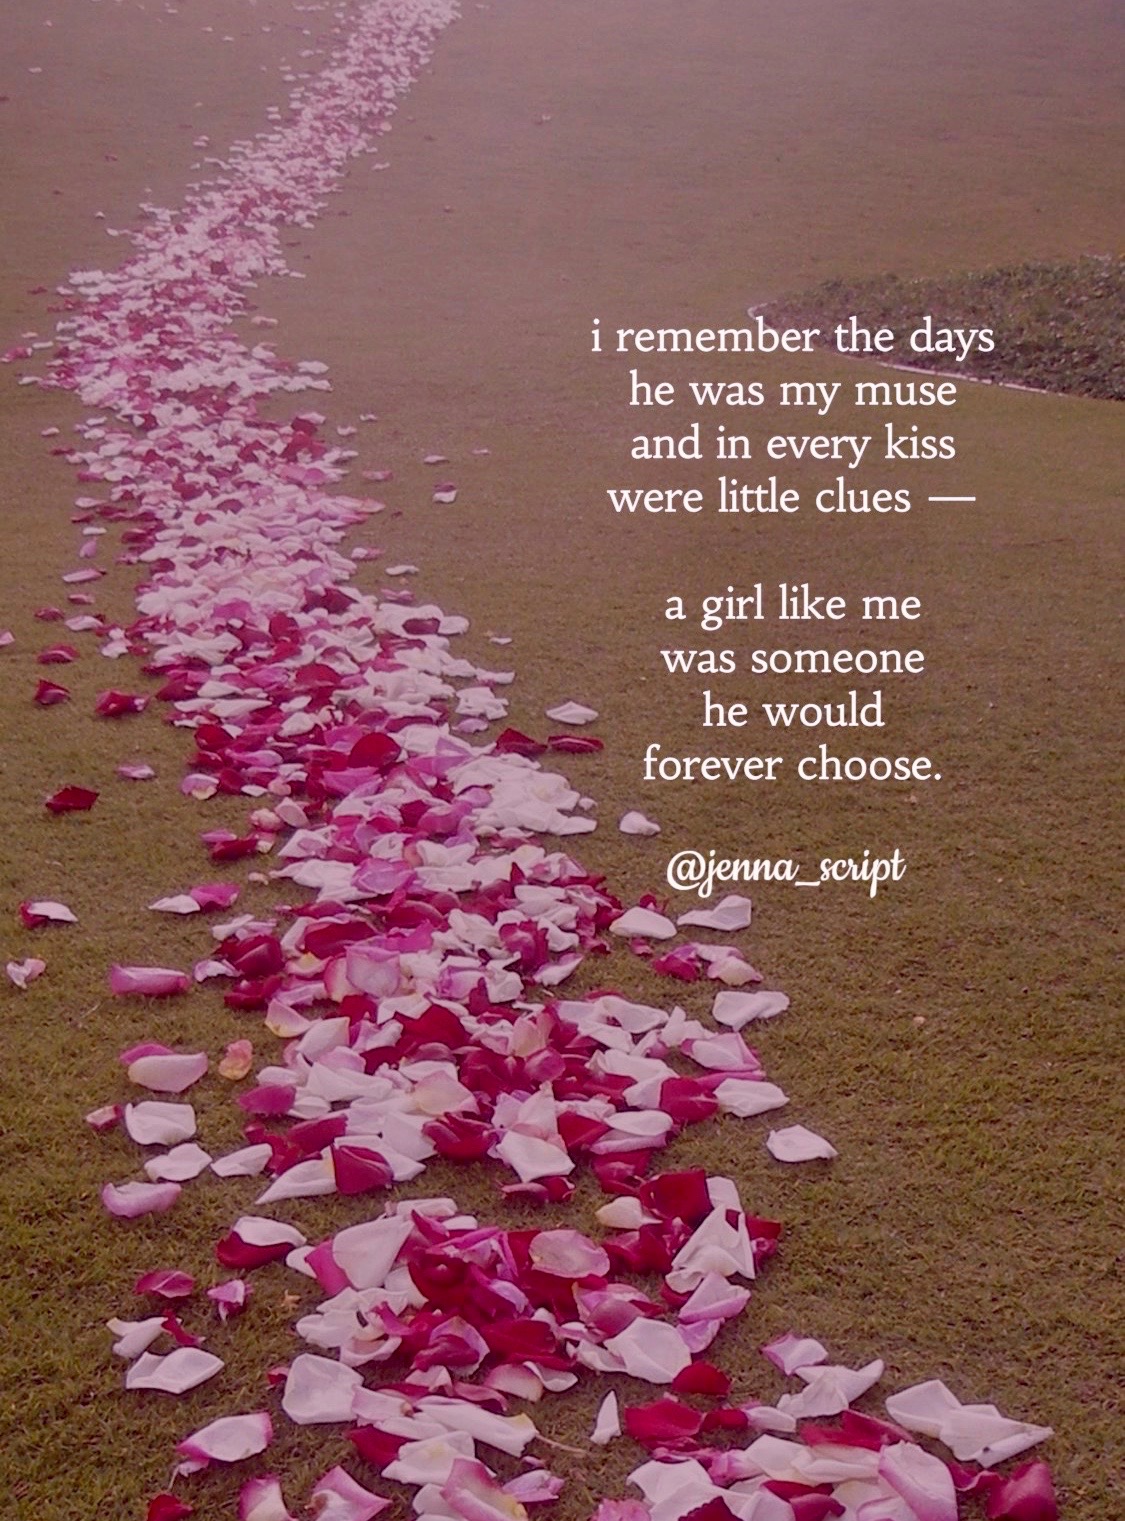 i remember the days
he was my muse
and in every kiss
were little clues —
a girl like me
was someone
he would
forever choose.
@jenna_script